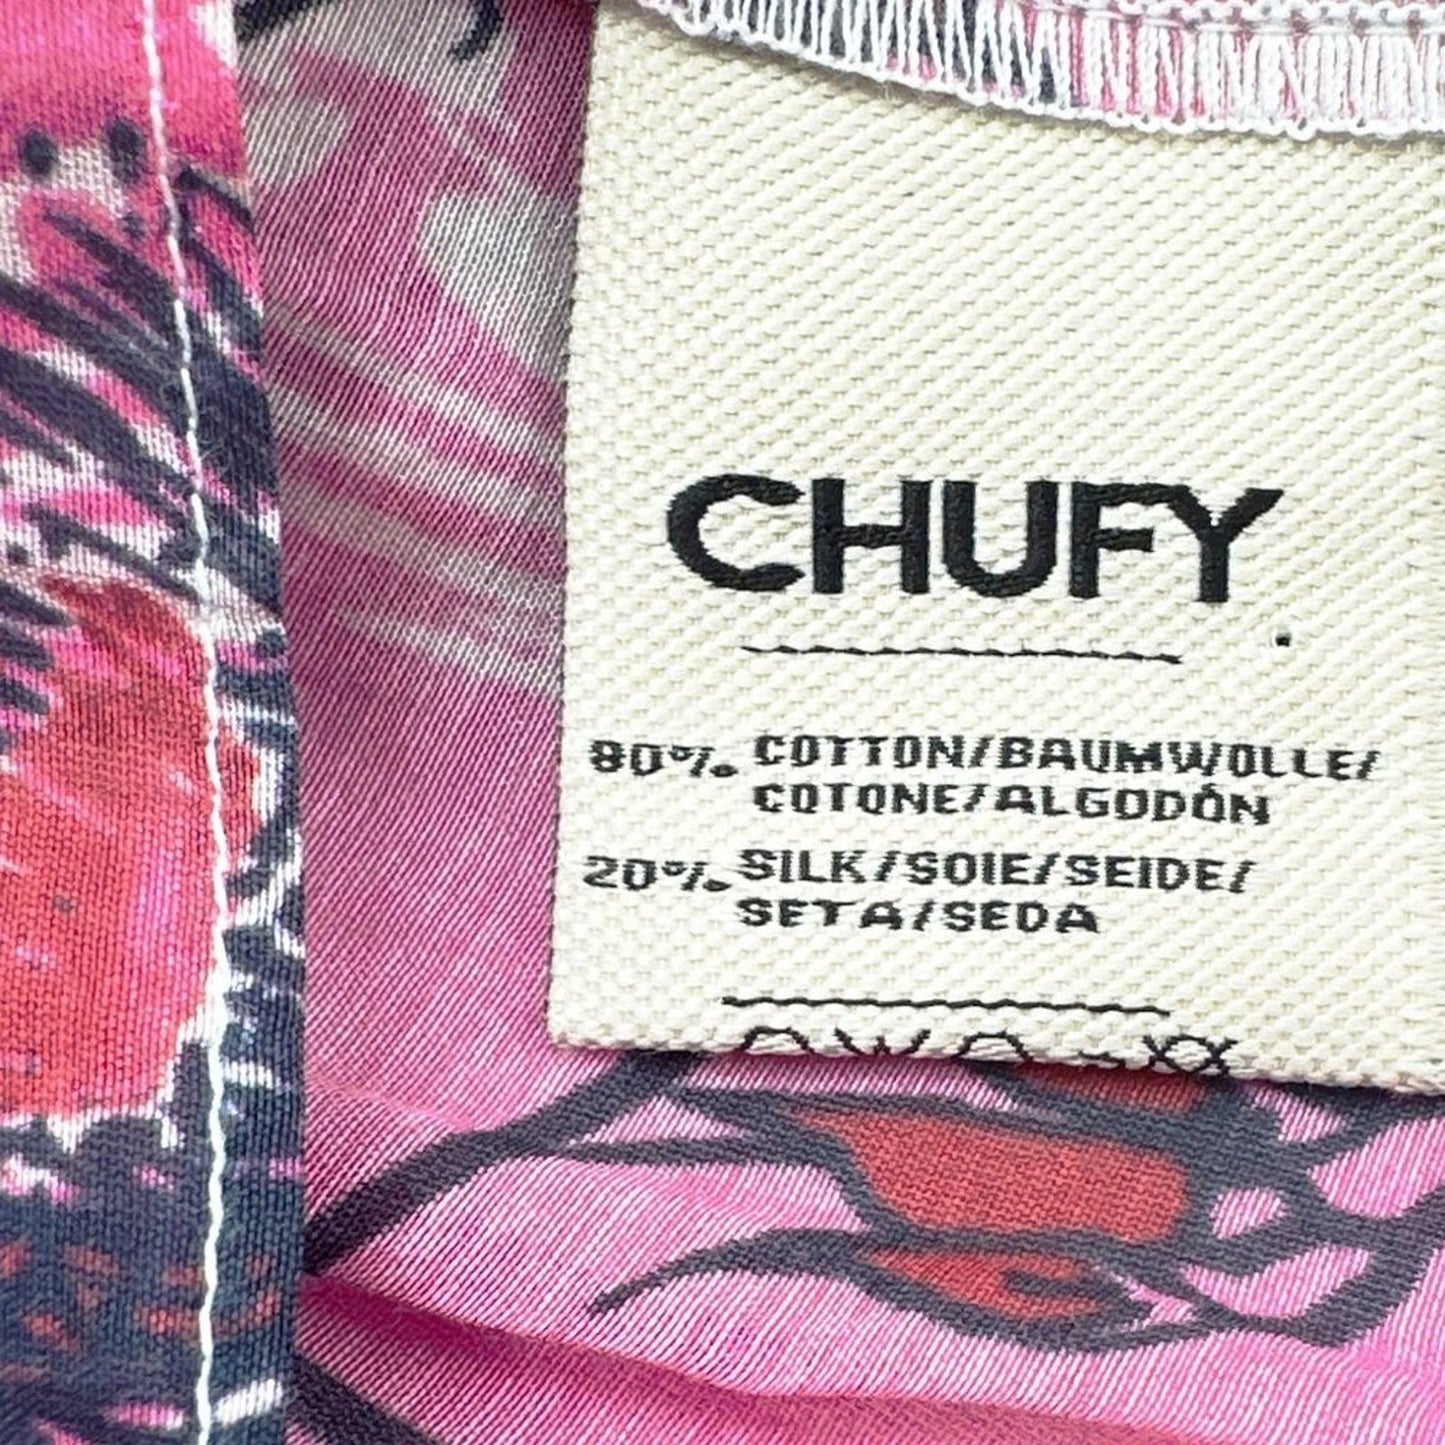 CHUFY
80% COTTON/BAUMWOLLE/
COTONE/ALGODÓN
20% SILK/SOIE/SEIDE/
SETA/SEDA